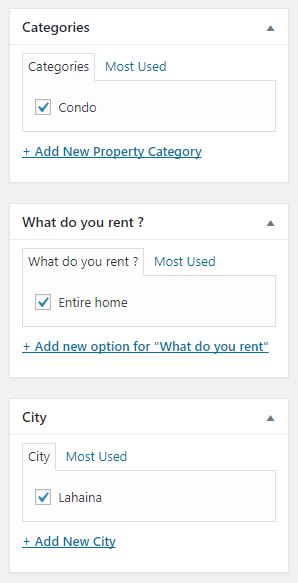 Categories
Categories Most Used
Condo
+ Add New Property Category
What do you rent ?
What do you rent ? Most Used
Entire home
+ Add new option for "What do you rent"
City
City Most Used
Lahaina
+ Add New City